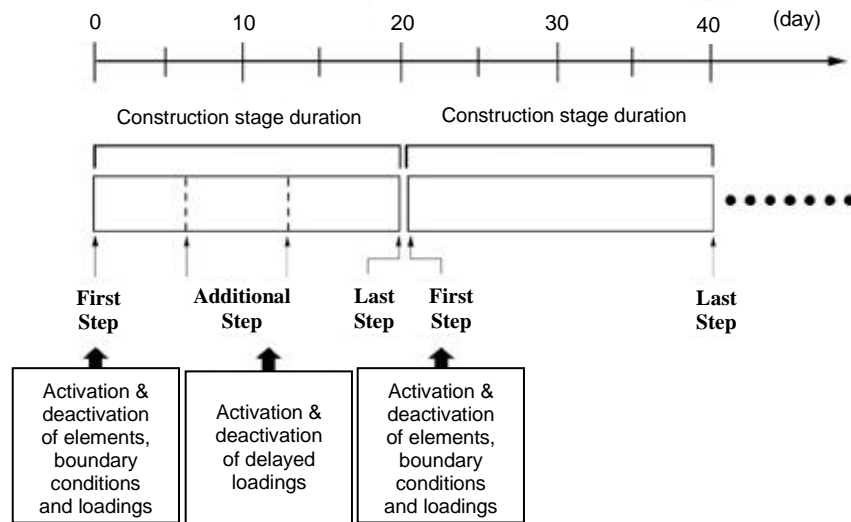 0 10 20 30 40 (day)
Construction stage duration Construction stage duration
First Additional Last First Last
Step Step Step Step Step
Activation &
deactivation
of elements,
boundary
conditions
and loadings
Activation &
deactivation
of delayed
loadings
Activation &
deactivation
of elements,
boundary
conditions
and loadings